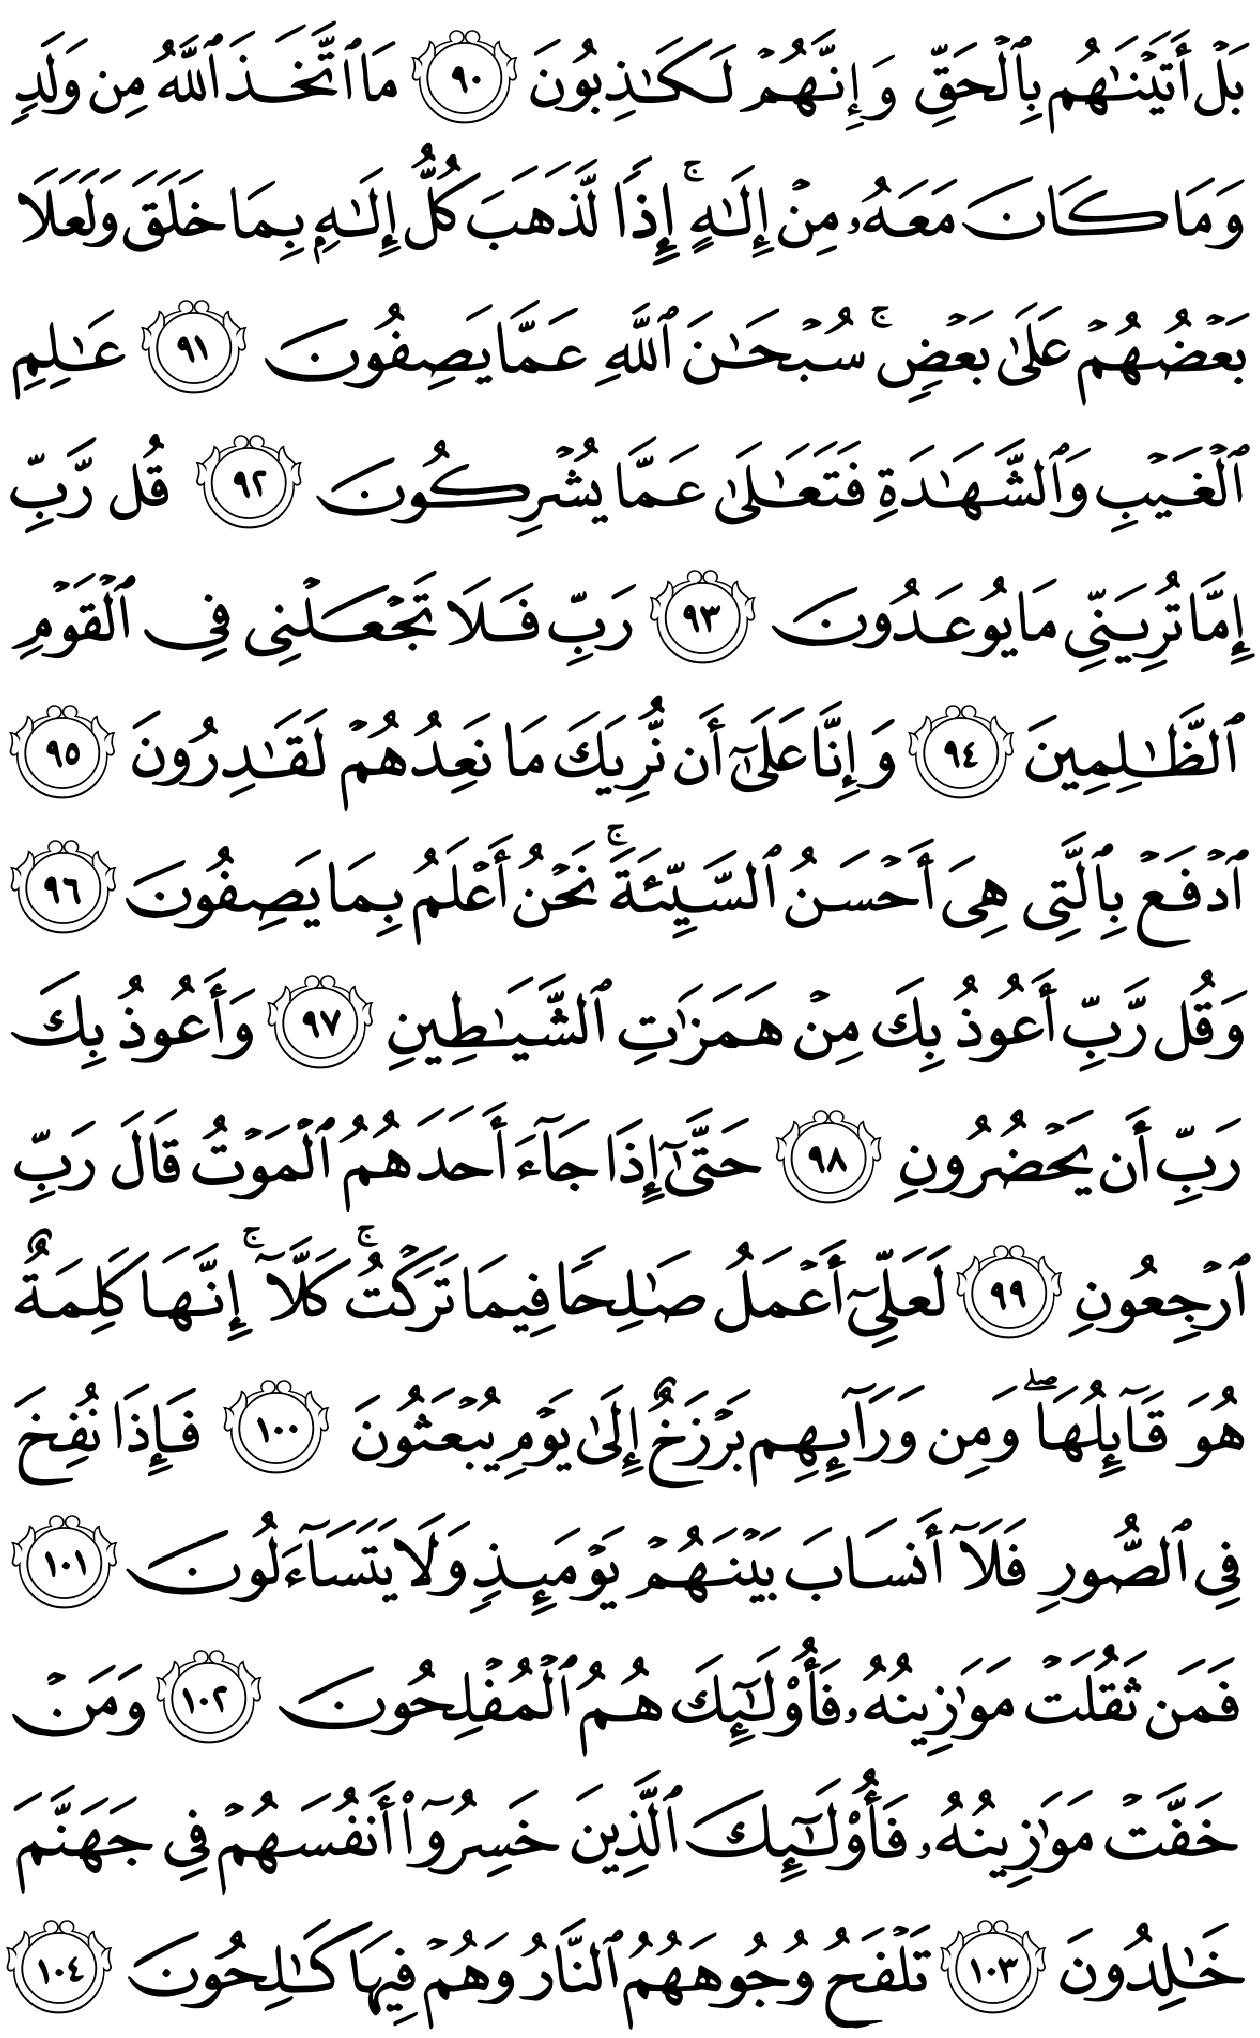 بَلْ أَتَيْنَـٰهُم بِٱلْحَقِّ وَإِنَّهُمْ لَكَـٰذِبُونَ ٩٠ مَا ٱتَّخَذَ ٱللَّهُ مِن وَلَدٍ
وَمَا كَانَ مَعَهُۥ مِنْ إِلَـٰهٍ ۚ إِذًا لَّذَهَبَ كُلُّ إِلَـٰهٍۭ بِمَا خَلَقَ وَلَعَلَا
بَعْضُهُمْ عَلَىٰ بَعْضٍ ۚ سُبْحَـٰنَ ٱللَّهِ عَمَّا يَصِفُونَ ٩١ عَـٰلِمِ
ٱلْغَيْبِ وَٱلشَّهَـٰدَةِ فَتَعَـٰلَىٰ عَمَّا يُشْرِكُونَ ٩٢ قُل رَّبِّ
إِمَّا تُرِيَنِّي مَا يُوعَدُونَ ٩٣ رَبِّ فَلَا تَجْعَلْنِي فِي ٱلْقَوْمِ
ٱلظَّـٰلِمِينَ ٩٤ وَإِنَّا عَلَىٰٓ أَن نُّرِيَكَ مَا نَعِدُهُمْ لَقَـٰدِرُونَ ٩٥
ٱدْفَعْ بِٱلَّتِي هِيَ أَحْسَنُ ٱلسَّيِّئَةَ ۚ نَحْنُ أَعْلَمُ بِمَا يَصِفُونَ ٩٦
وَقُل رَّبِّ أَعُوذُ بِكَ مِنْ هَمَزَٰتِ ٱلشَّيَـٰطِينِ ٩٧ وَأَعُوذُ بِكَ
رَبِّ أَن يَحْضُرُونِ ٩٨ حَتَّىٰٓ إِذَا جَآءَ أَحَدَهُمُ ٱلْمَوْتُ قَالَ رَبِّ
ٱرْجِعُونِ ٩٩ لَعَلِّيٓ أَعْمَلُ صَـٰلِحًا فِيمَا تَرَكْتُ ۚ كَلَّآ ۚ إِنَّهَا كَلِمَةٌ
هُوَ قَآئِلُهَا ۖ وَمِن وَرَآئِهِم بَرْزَخٌ إِلَىٰ يَوْمِ يُبْعَثُونَ ١٠٠ فَإِذَا نُفِخَ
فِي ٱلصُّورِ فَلَآ أَنسَابَ بَيْنَهُمْ يَوْمَئِذٍ وَلَا يَتَسَآءَلُونَ ١٠١
فَمَن ثَقُلَتْ مَوَٰزِينُهُۥ فَأُو۟لَـٰٓئِكَ هُمُ ٱلْمُفْلِحُونَ ١٠٢ وَمَنْ
خَفَّتْ مَوَٰزِينُهُۥ فَأُو۟لَـٰٓئِكَ ٱلَّذِينَ خَسِرُوٓا۟ أَنفُسَهُمْ فِي جَهَنَّمَ
خَـٰلِدُونَ ١٠٣ تَلْفَحُ وُجُوهَهُمُ ٱلنَّارُ وَهُمْ فِيهَا كَـٰلِحُونَ ١٠٤